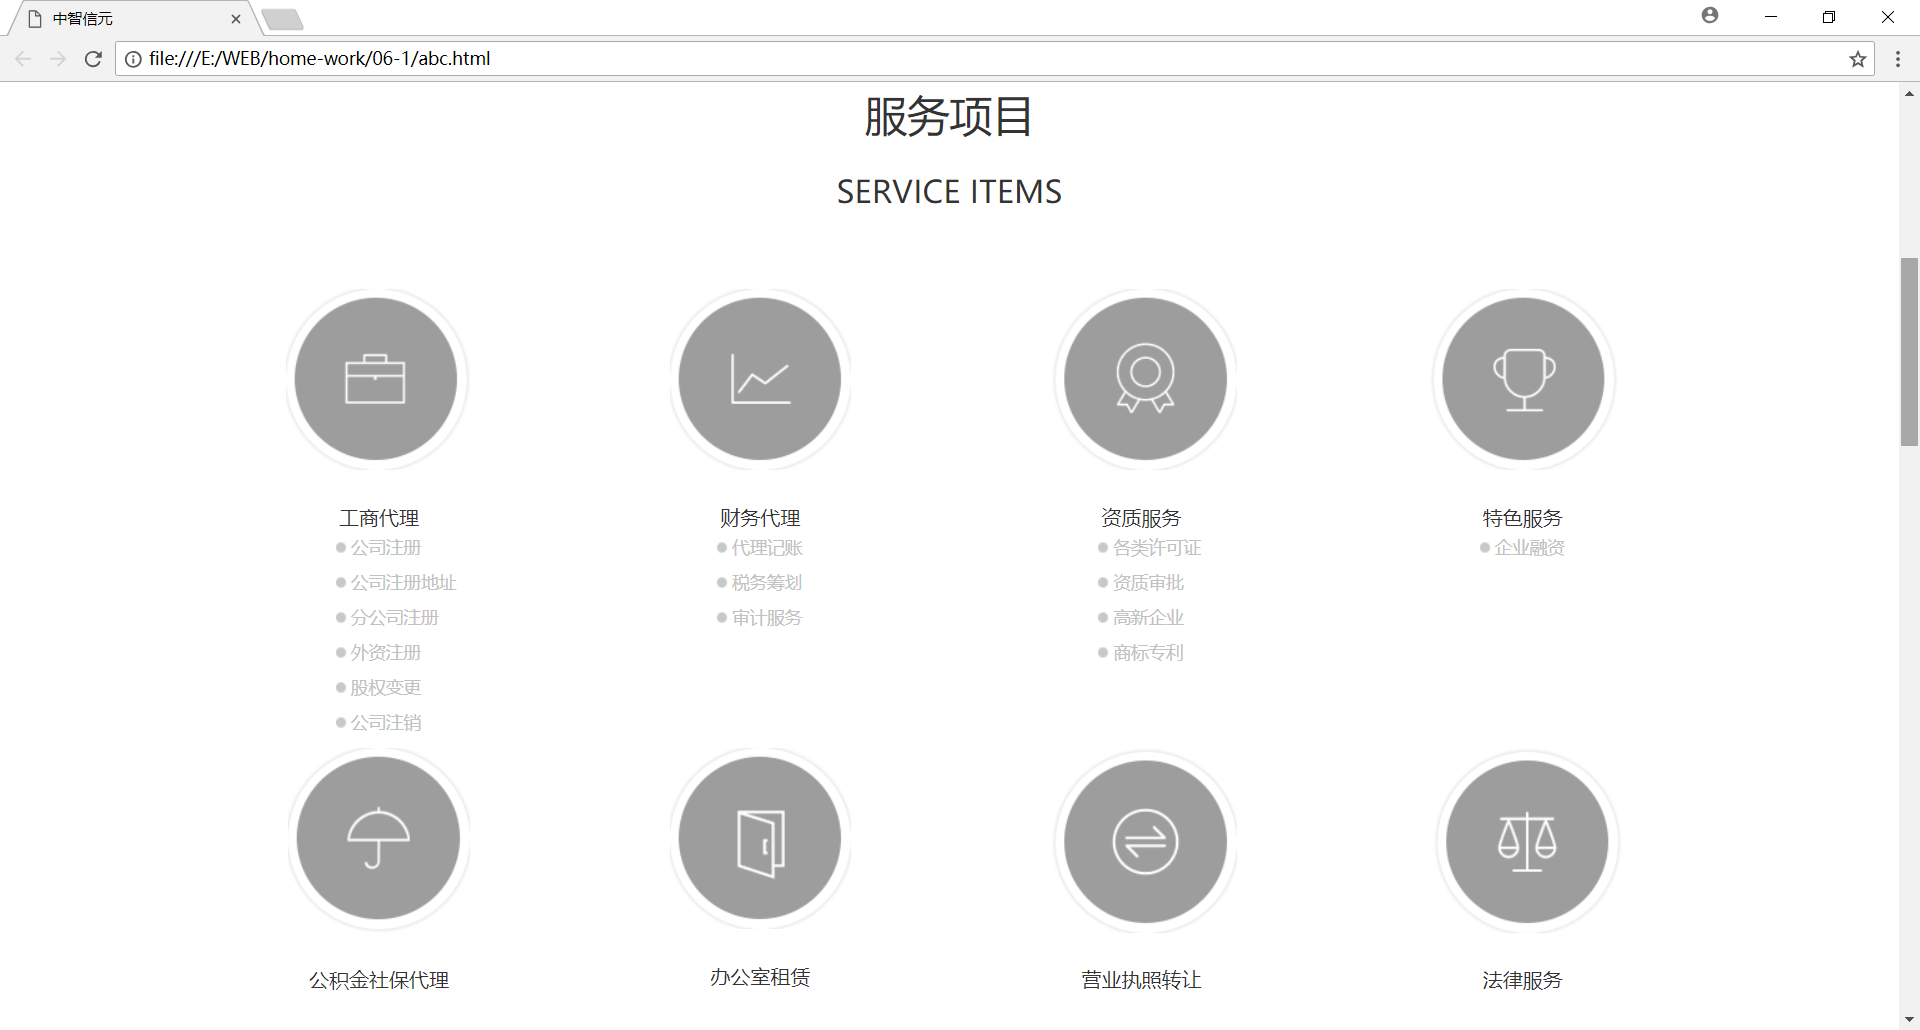 中智信元
file:///E:/WEB/home-work/06-1/abc.html
服务项目
SERVICE ITEMS
工商代理
公司注册
公司注册地址
分公司注册
外资注册
股权变更
公司注销
财务代理
代理记账
税务筹划
审计服务
资质服务
各类许可证
资质审批
高新企业
商标专利
特色服务
企业融资
公积金社保代理
办公室租赁
营业执照转让
法律服务